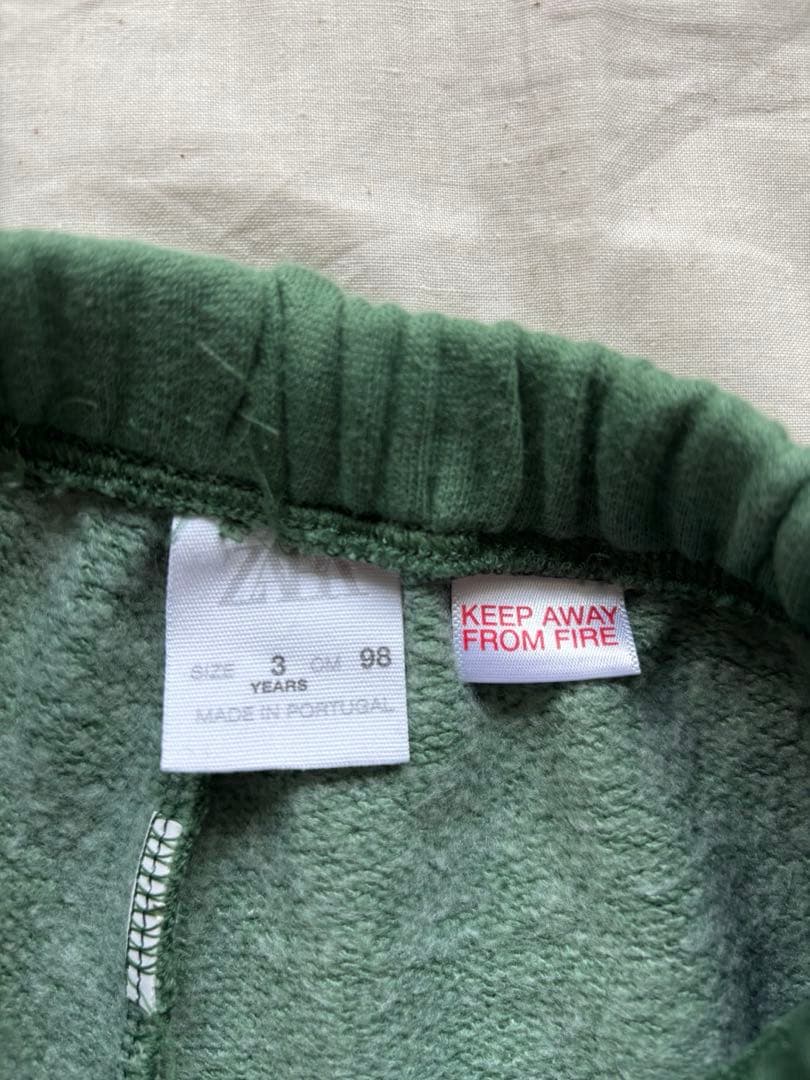 ZARA
SIZE 3 CM 98
YEARS
MADE IN PORTUGAL
KEEP AWAY
FROM FIRE